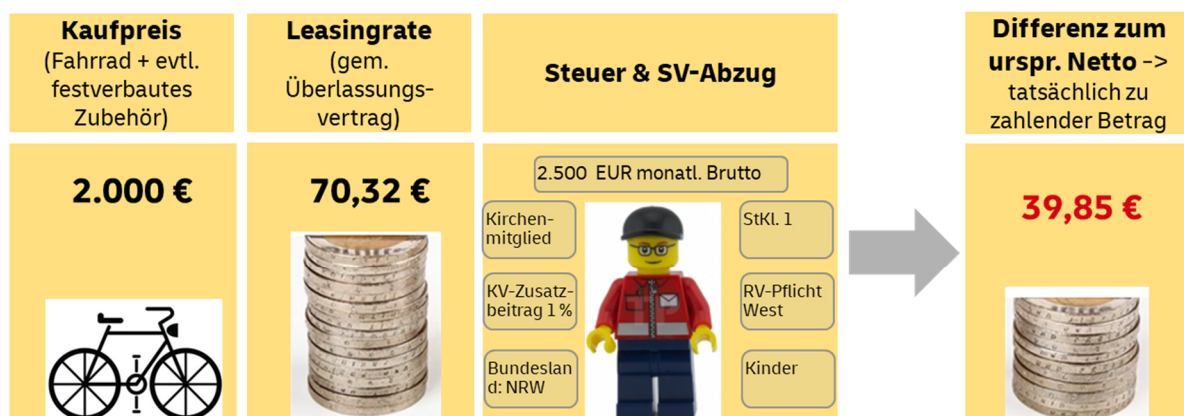 Kaufpreis
(Fahrrad + evtl.
festverbautes
Zubehör)
Leasingrate
(gem.
Überlassungs-
vertrag)
Steuer & SV-Abzug
Differenz zum
urspr. Netto ->
tatsächlich zu
zahlender Betrag
2.000 €
70,32 €
2.500 EUR monatl. Brutto
Kirchen-
mitglied
StKl. 1
KV-Zusatz-
beitrag 1 %
RV-Pflicht
West
Bundeslan
d: NRW
Kinder
39,85 €